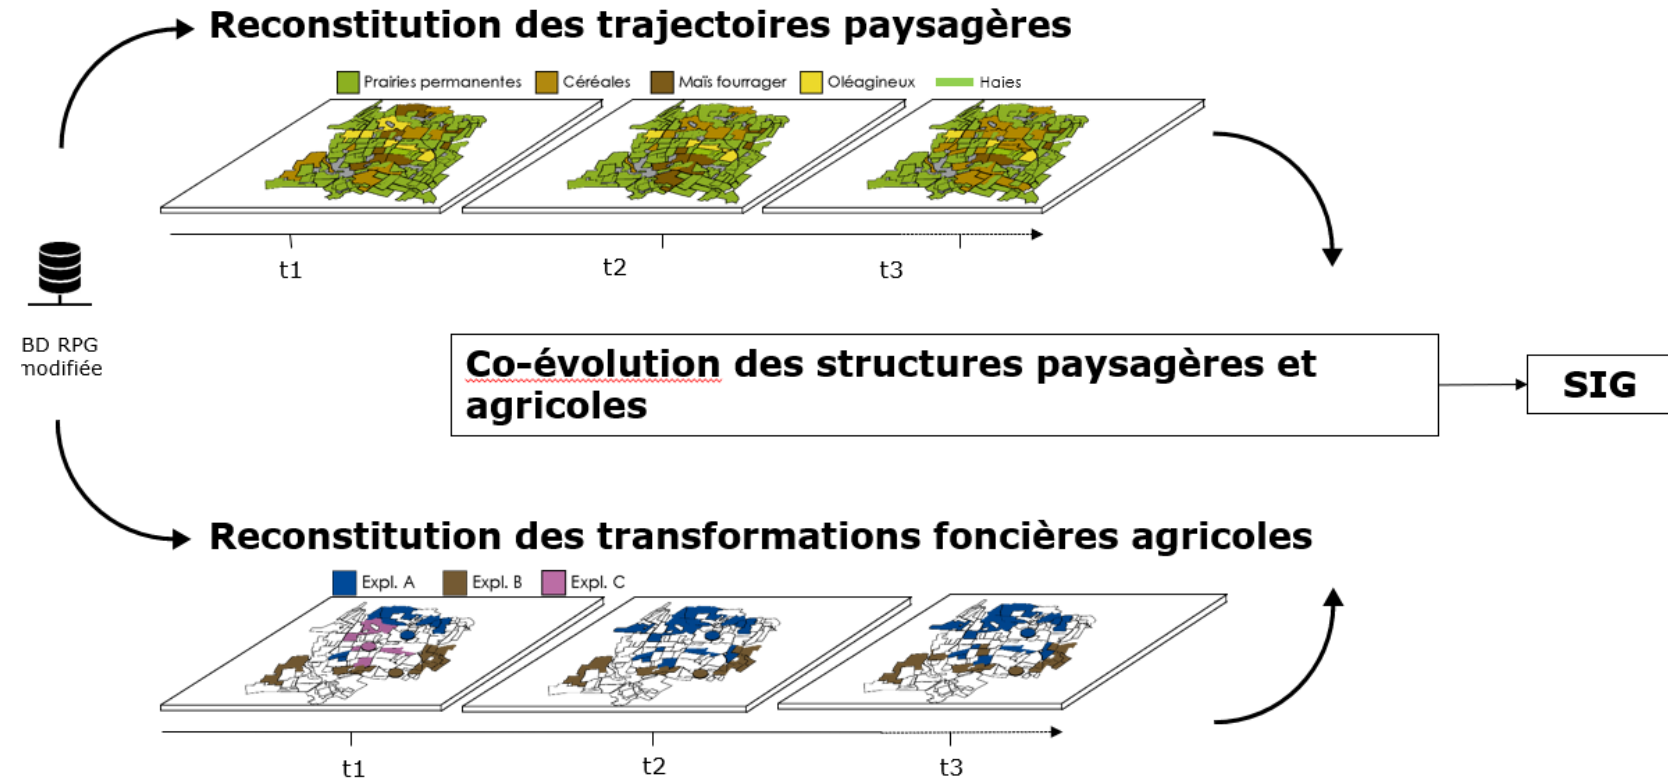 Reconstitution des trajectoires paysagères
Prairies permanentes Céréales Maïs fourrager Oléagineux Haies
t1 t2 t3
BD RPG
modifiée
Co-évolution des structures paysagères et
agricoles
SIG
Reconstitution des transformations foncières agricoles
Expl. A Expl. B Expl. C
t1 t2 t3